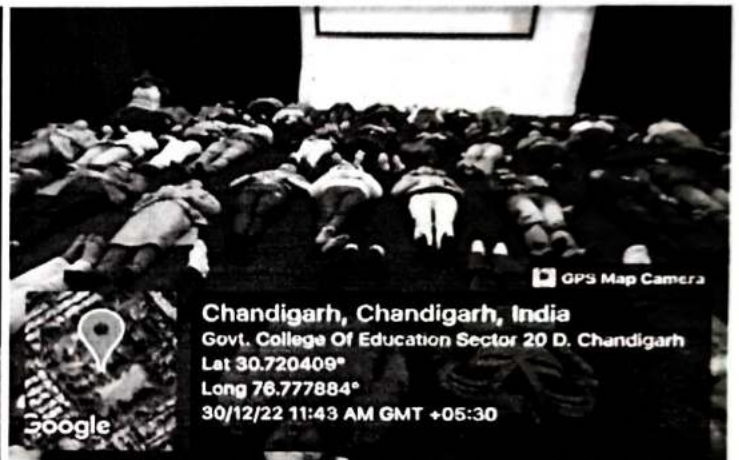 GPS Map Camera
Chandigarh, Chandigarh, India
Govt. College Of Education Sector 20 D. Chandigarh
Lat 30.720409°
Long 76.777884°
30/12/22 11:43 AM GMT +05:30
Google